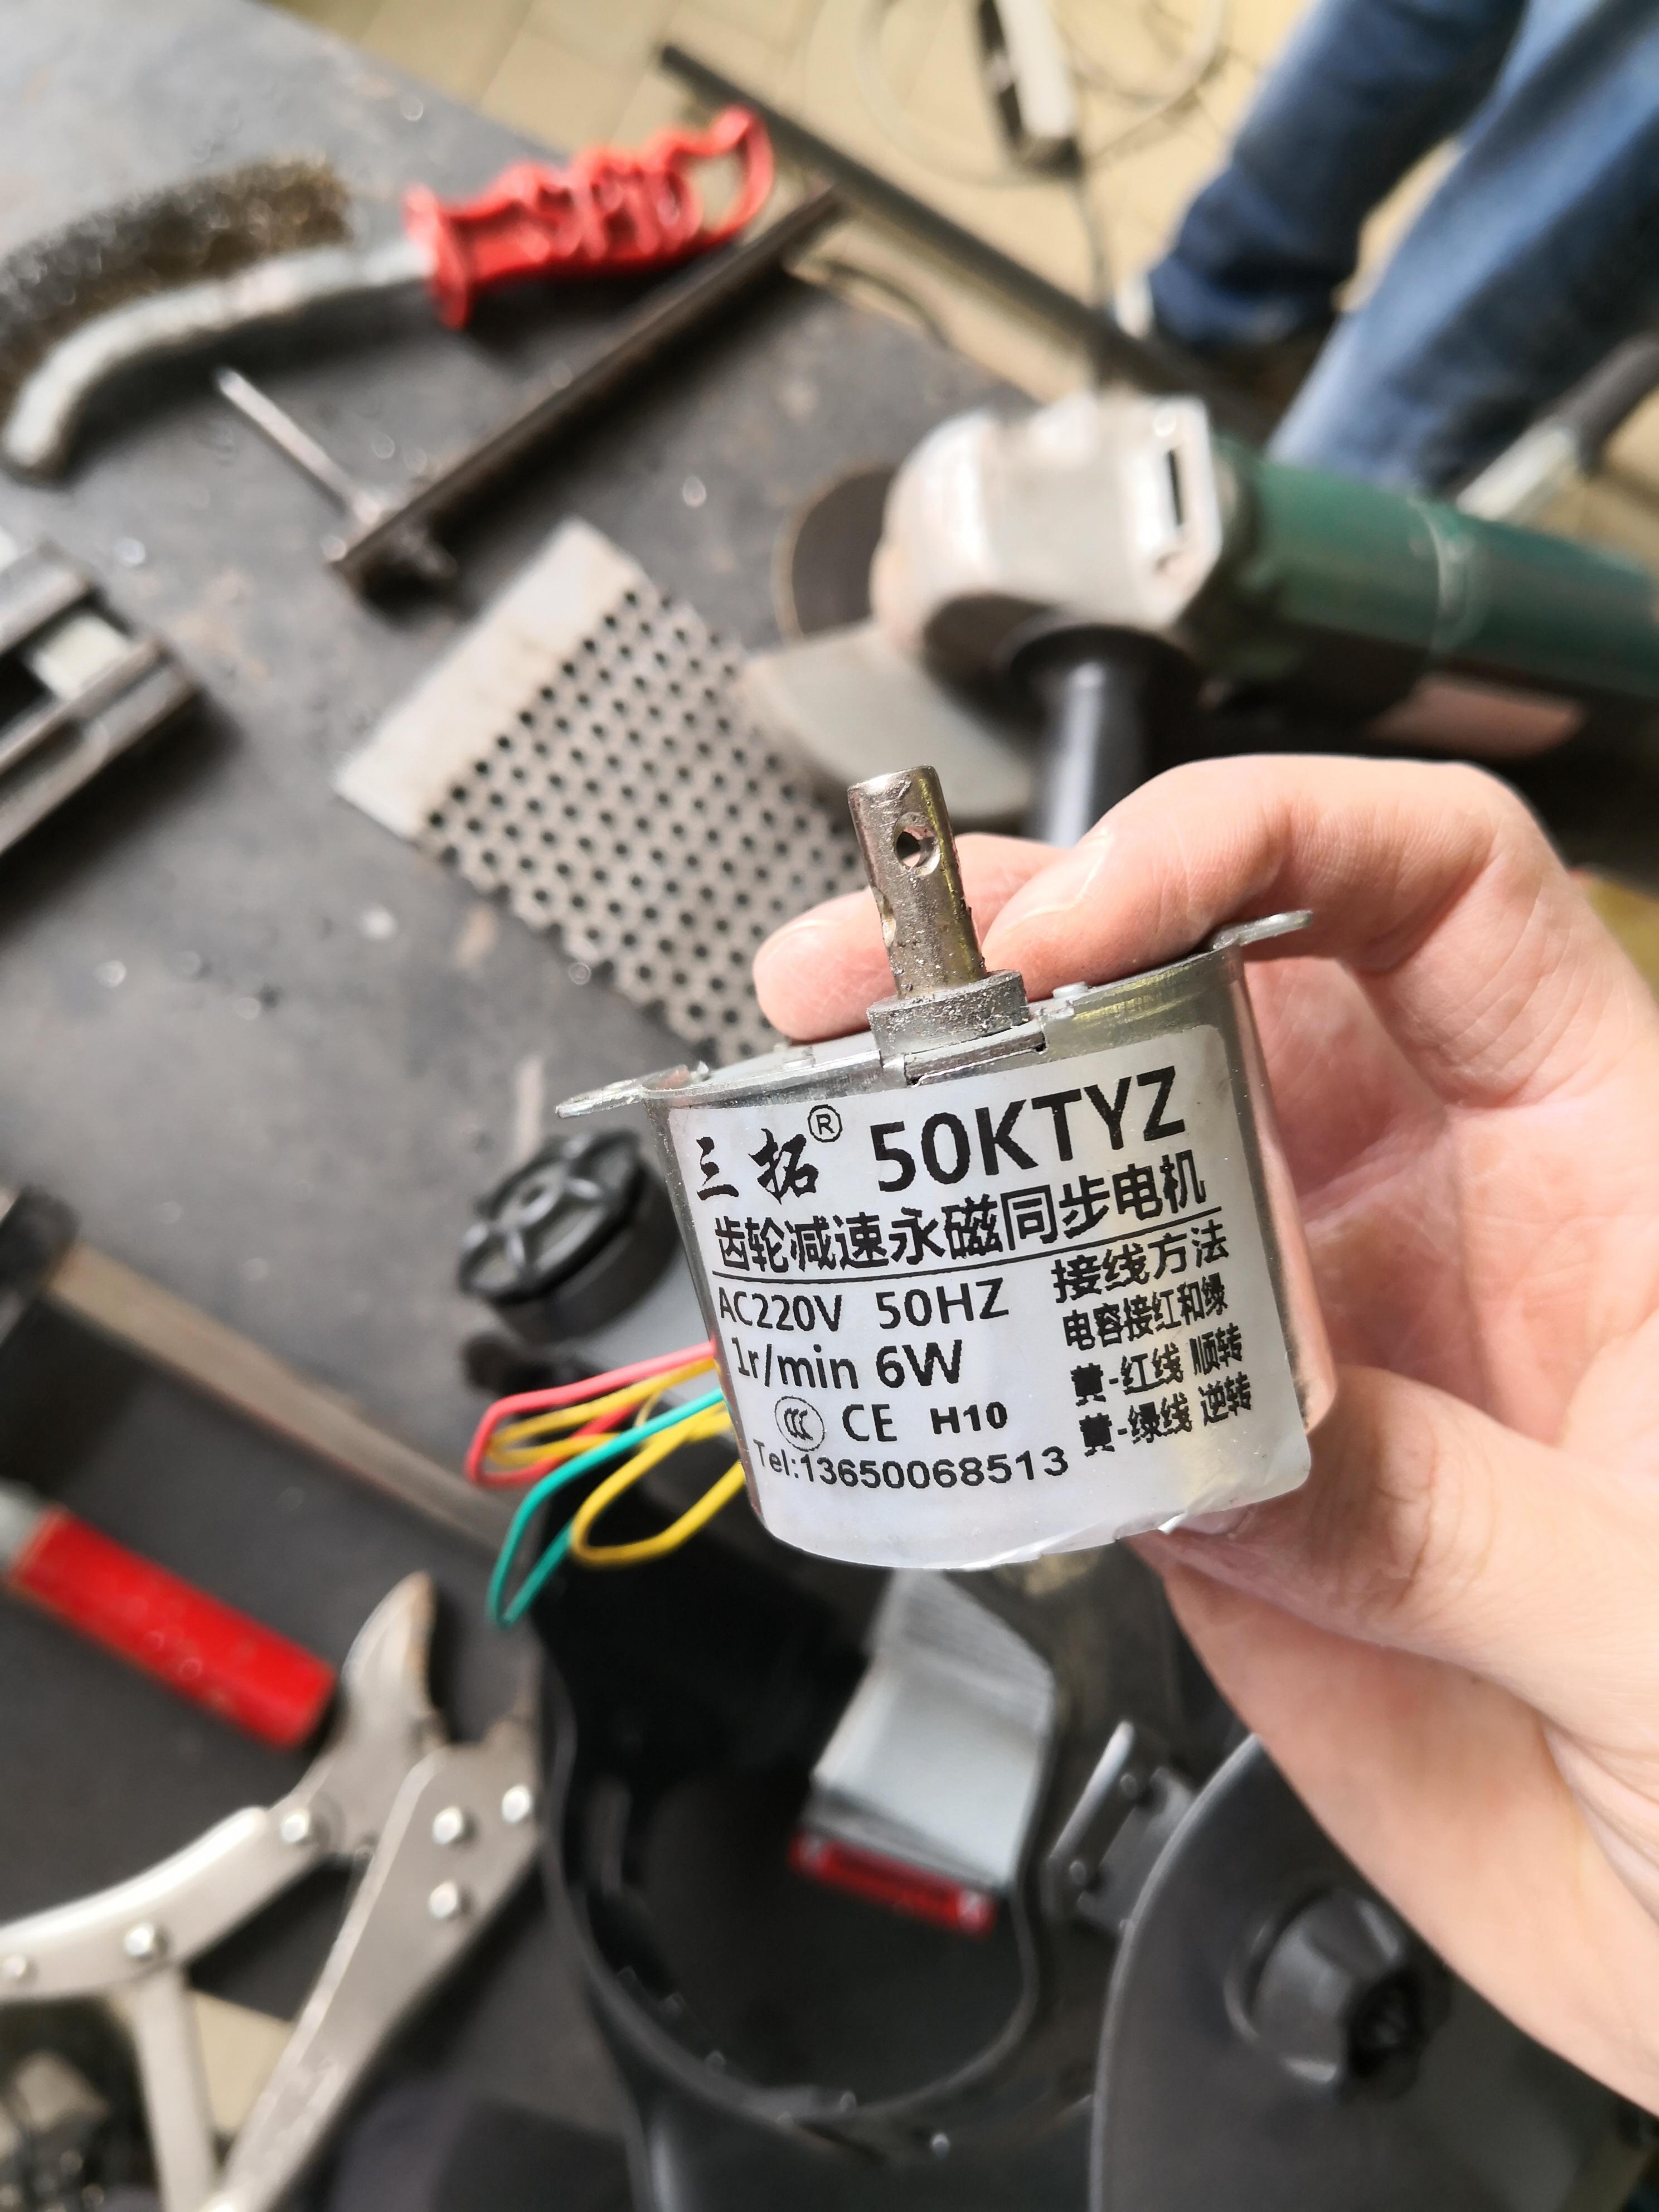 三拓® 50KTYZ
齿轮减速永磁同步电机
AC220V 50HZ
1r/min 6W
CCC CE H10
Tel:13650068513
接线方法
电容接红和绿
黄-红线 顺转
黄-绿线 逆转